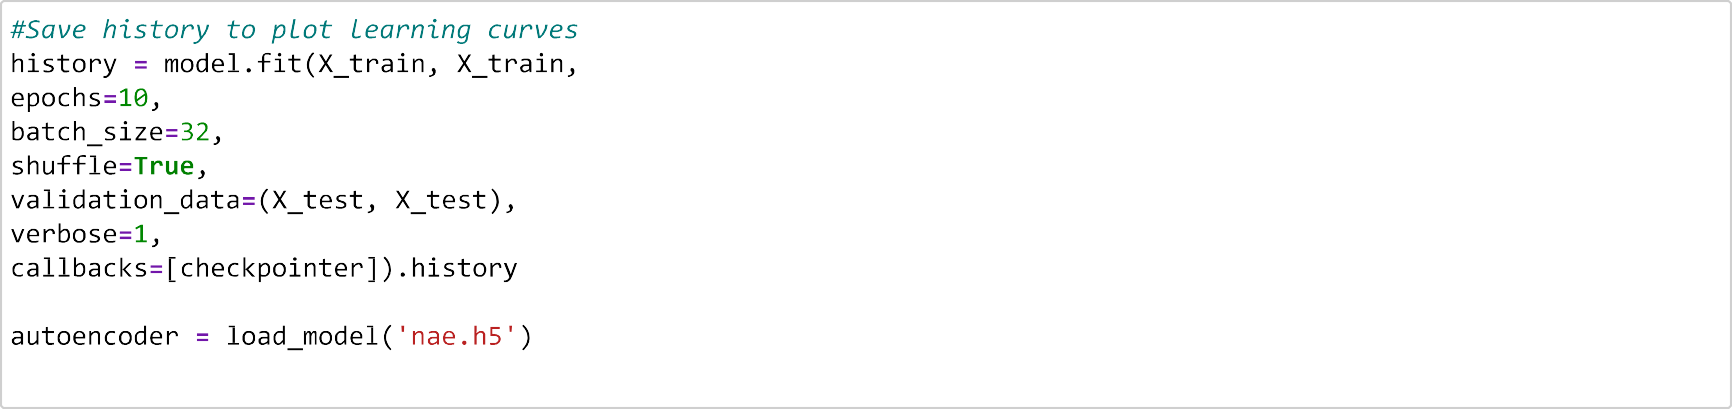 #Save history to plot learning curves
history = model.fit(X_train, X_train,
epochs=10,
batch_size=32,
shuffle=True,
validation_data=(X_test, X_test),
verbose=1,
callbacks=[checkpointer]).history
autoencoder = load_model('nae.h5')